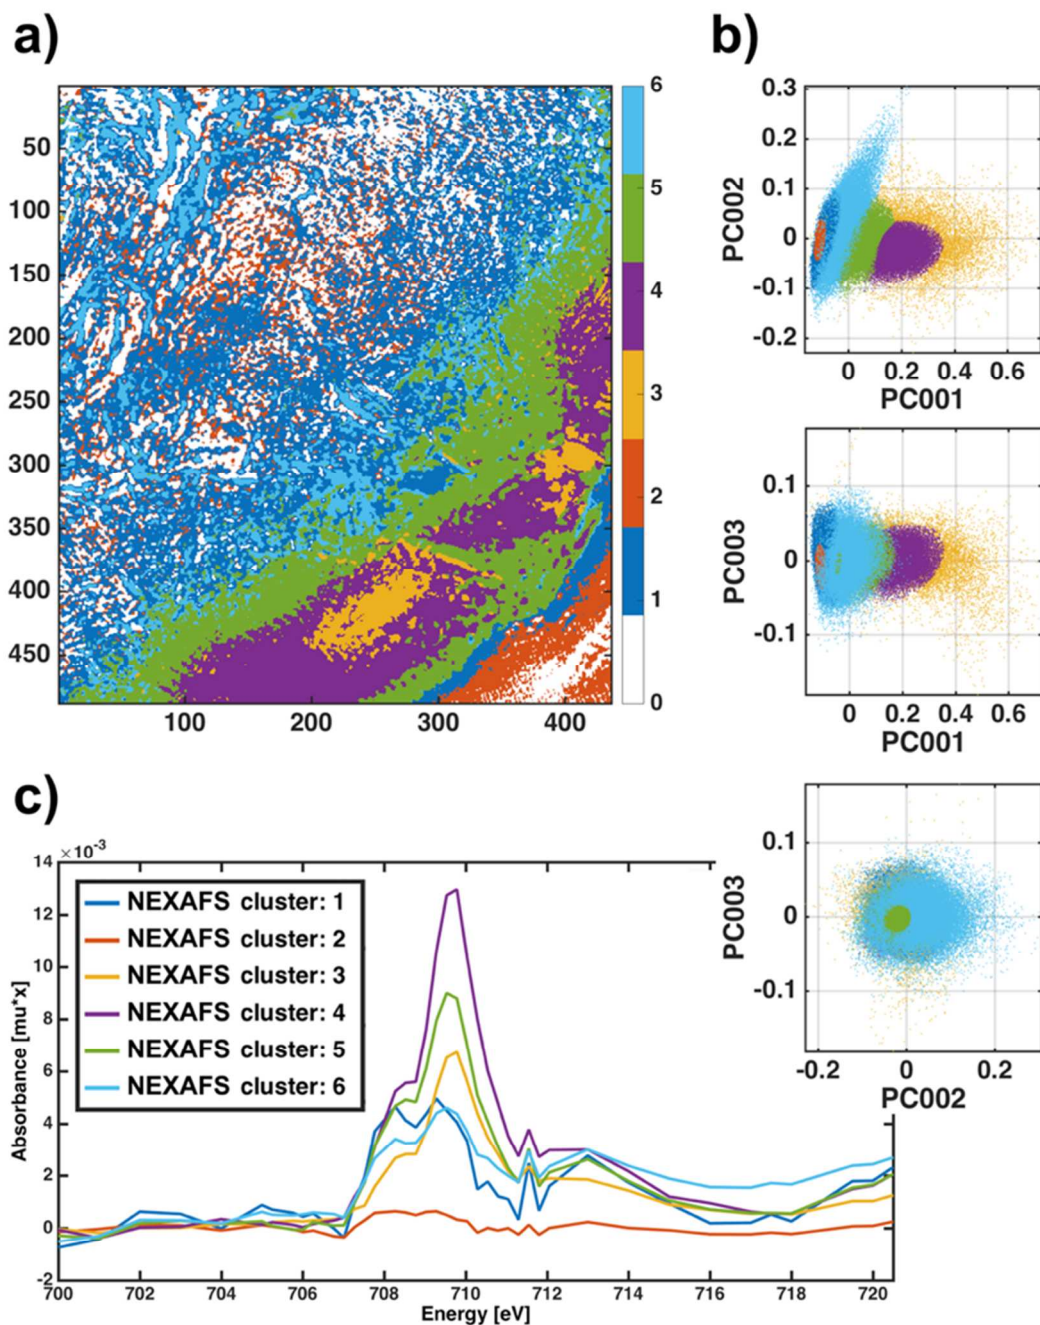 a)
50
100
150
200
250
300
350
400
450
100 200 300 400
6
5
4
3
2
1
0
b)
0.3
0.2
0.1
0
-0.1
-0.2
PC002
0 0.2 0.4 0.6
PC001
0.1
0
-0.1
PC003
0 0.2 0.4 0.6
PC001
0.1
0
-0.1
PC003
-0.2 0 0.2
PC002
c)
×10⁻³
14
12
10
8
6
4
2
0
-2
Absorbance [mu*x]
NEXAFS cluster: 1
NEXAFS cluster: 2
NEXAFS cluster: 3
NEXAFS cluster: 4
NEXAFS cluster: 5
NEXAFS cluster: 6
700 702 704 706 708 710 712 714 716 718 720
Energy [eV]